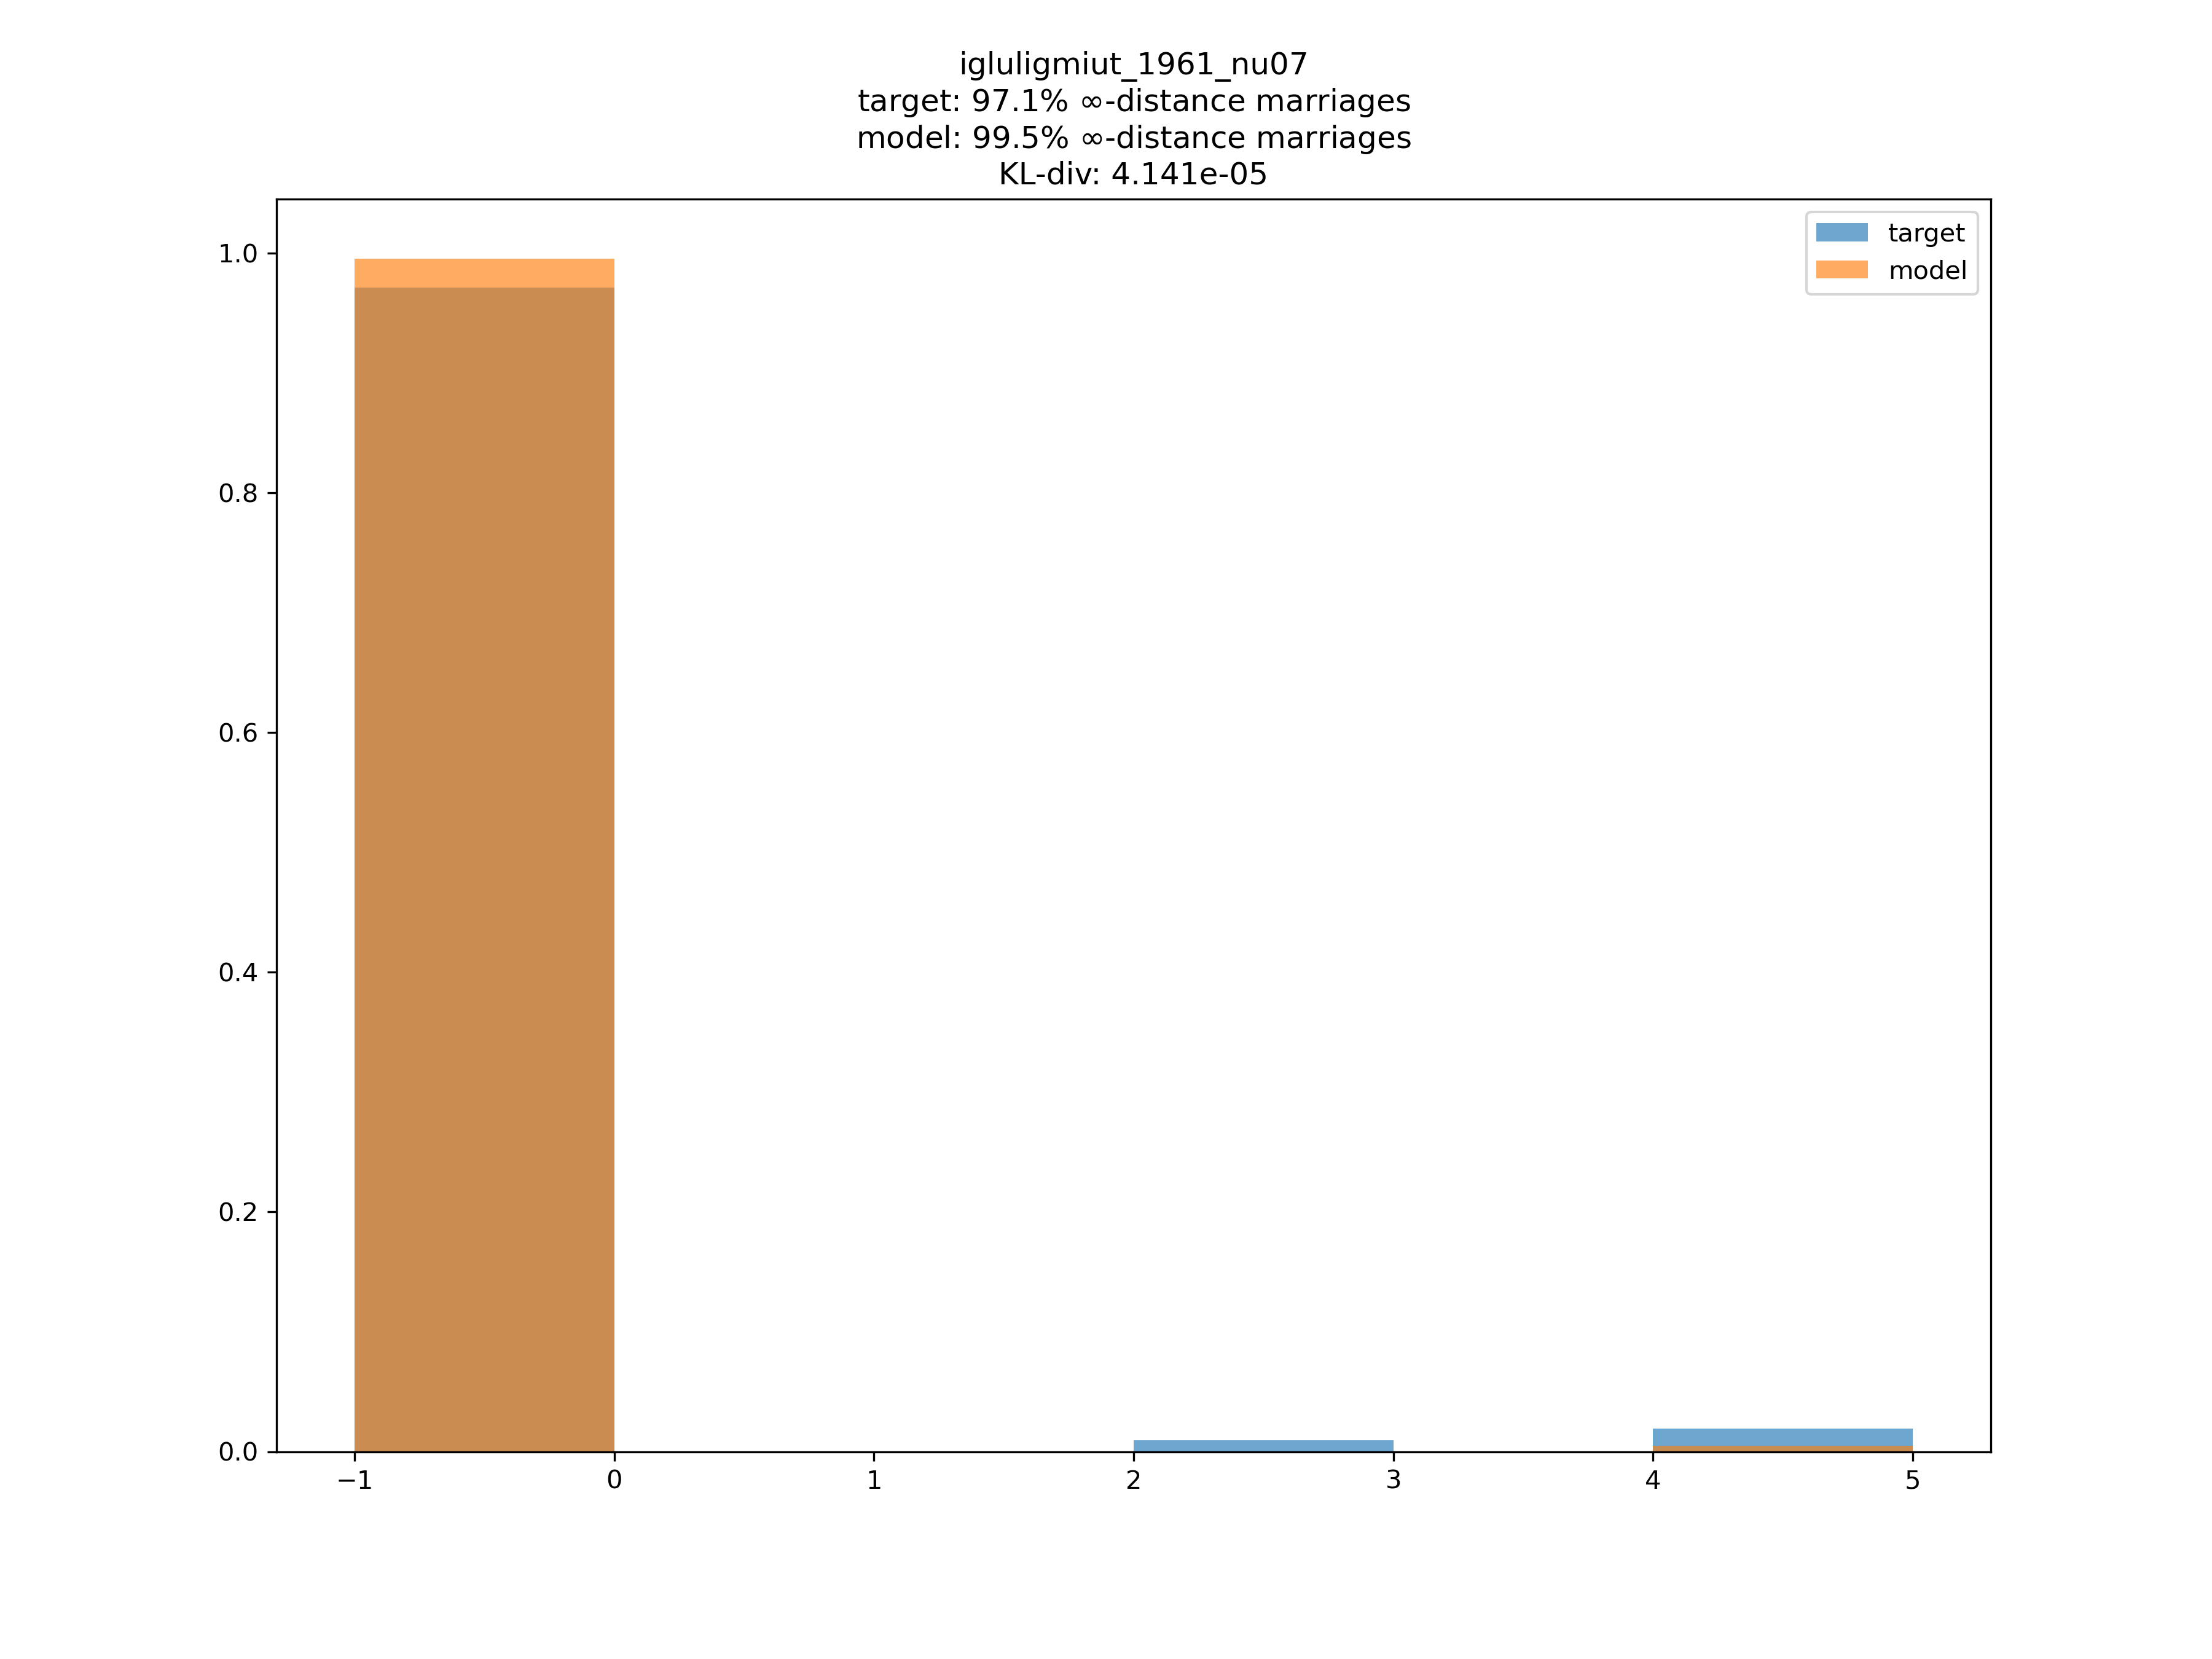 igluligmiut_1961_nu07
target: 97.1% ∞-distance marriages
model: 99.5% ∞-distance marriages
KL-div: 4.141e-05
target
model
1.0
0.8
0.6
0.4
0.2
0.0
−1 0 1 2 3 4 5